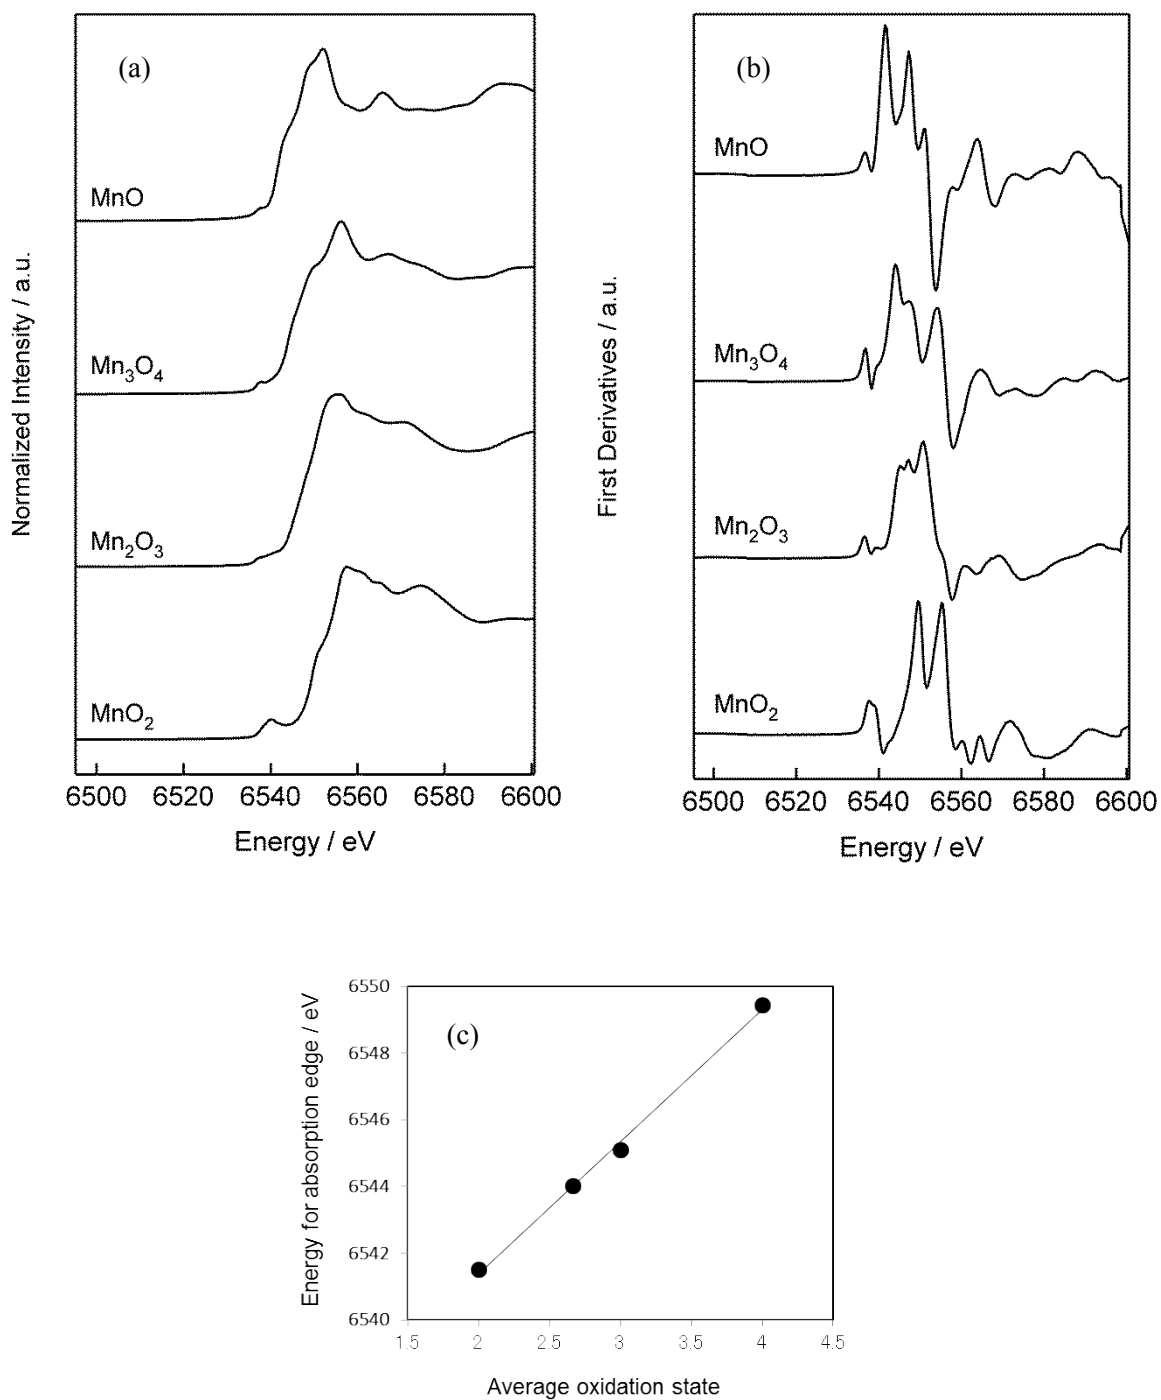 (a)
MnO
Mn₃O₄
Mn₂O₃
MnO₂
Normalized Intensity / a.u.
6500 6520 6540 6560 6580 6600
Energy / eV
(b)
MnO
Mn₃O₄
Mn₂O₃
MnO₂
First Derivatives / a.u.
6500 6520 6540 6560 6580 6600
Energy / eV
(c)
Energy for absorption edge / eV
6550
6548
6546
6544
6542
6540
1.5 2 2.5 3 3.5 4 4.5
Average oxidation state